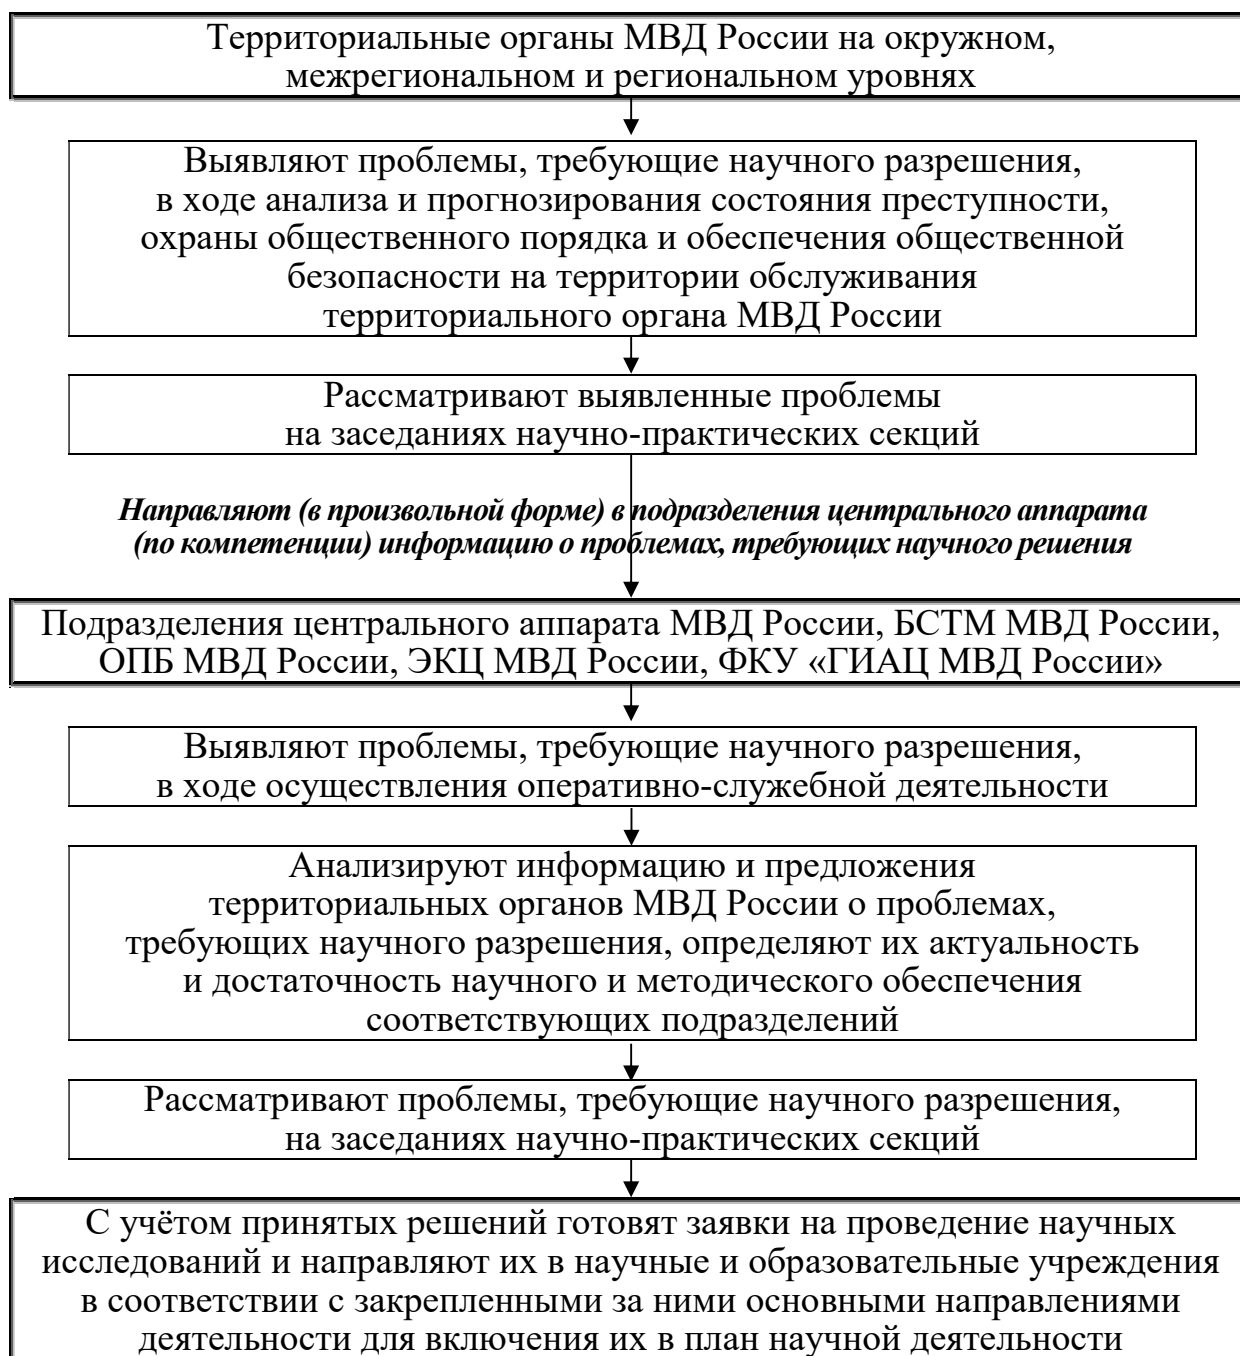 Территориальные органы МВД России на окружном,
межрегиональном и региональном уровнях
Выявляют проблемы, требующие научного разрешения,
в ходе анализа и прогнозирования состояния преступности,
охраны общественного порядка и обеспечения общественной
безопасности на территории обслуживания
территориального органа МВД России
Рассматривают выявленные проблемы
на заседаниях научно-практических секций
Направляют (в произвольной форме) в подразделения центрального аппарата
(по компетенции) информацию о проблемах, требующих научного решения
Подразделения центрального аппарата МВД России, БСТМ МВД России,
ОПБ МВД России, ЭКЦ МВД России, ФКУ «ГИАЦ МВД России»
Выявляют проблемы, требующие научного разрешения,
в ходе осуществления оперативно-служебной деятельности
Анализируют информацию и предложения
территориальных органов МВД России о проблемах,
требующих научного разрешения, определяют их актуальность
и достаточность научного и методического обеспечения
соответствующих подразделений
Рассматривают проблемы, требующие научного разрешения,
на заседаниях научно-практических секций
С учётом принятых решений готовят заявки на проведение научных
исследований и направляют их в научные и образовательные учреждения
в соответствии с закрепленными за ними основными направлениями
деятельности для включения их в план научной деятельности